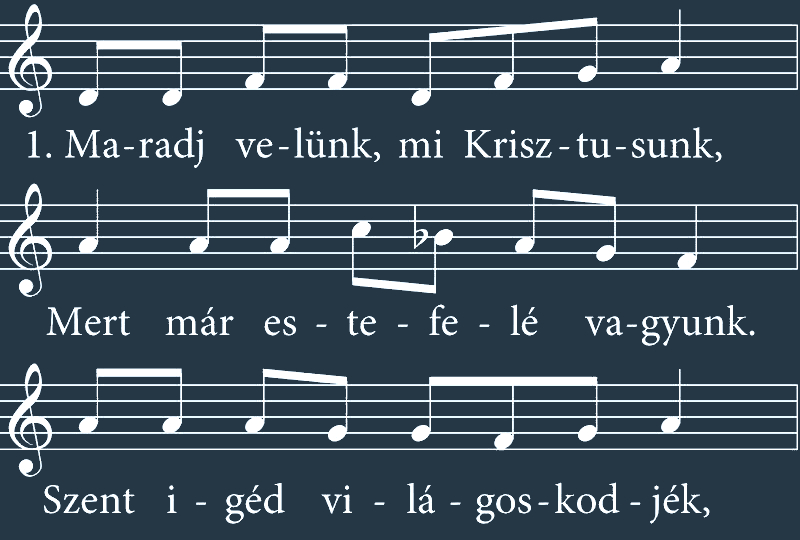 1. Ma-radj ve-lünk, mi Krisz-tu-sunk,
Mert már es - te - fe - lé va-gyunk.
Szent i - géd vi - lá - gos-kod-jék,